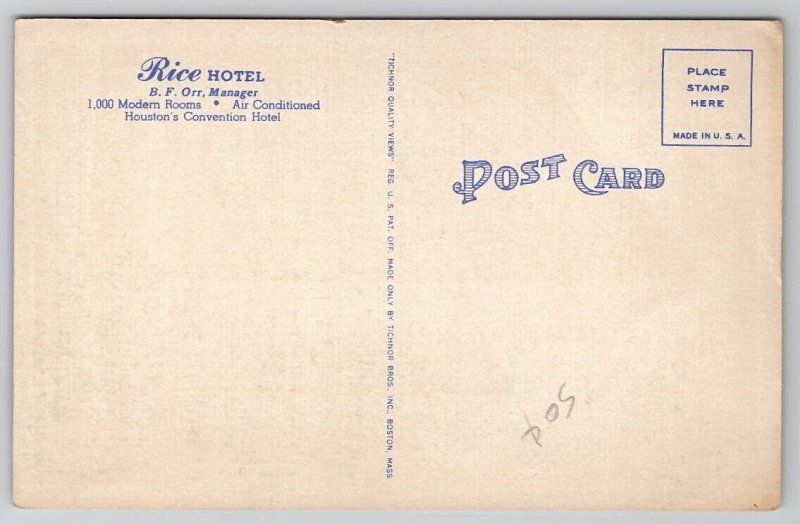 Rice HOTEL
B. F. Orr, Manager
1,000 Modern Rooms • Air Conditioned
Houston's Convention Hotel
"TICHNOR QUALITY VIEWS" REG. U. S. PAT. OFF. MADE ONLY BY TICHNOR BROS., INC., BOSTON, MASS
PLACE
STAMP
HERE
MADE IN U. S. A.
POST CARD